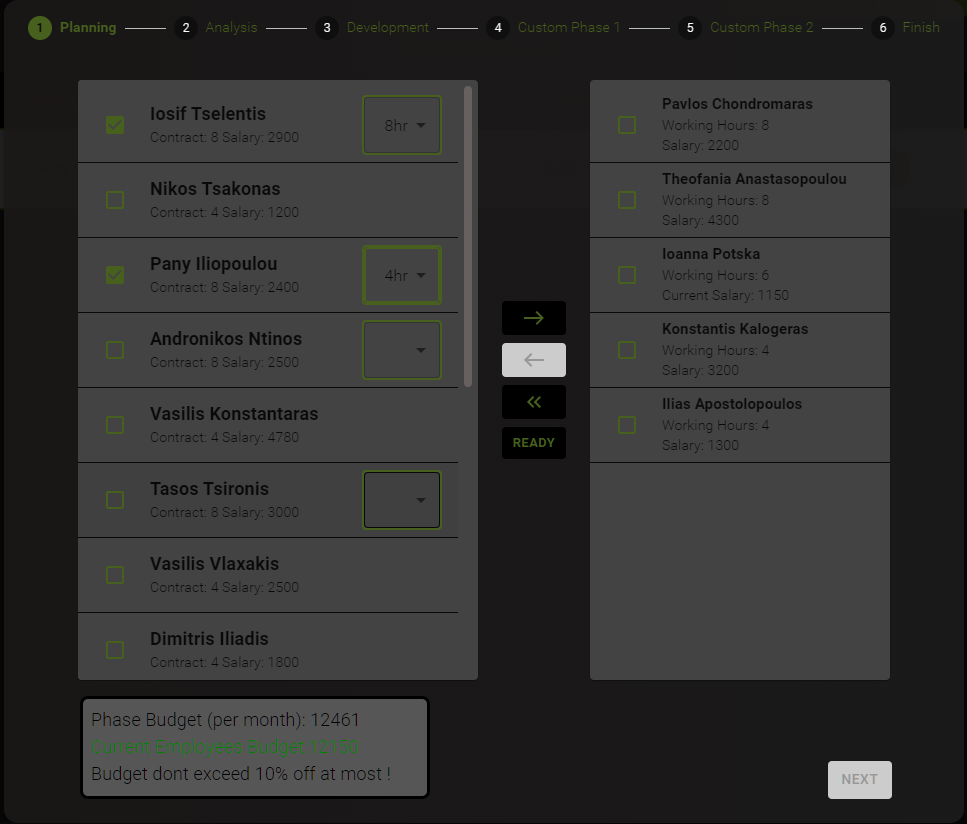 1 Planning 2 Analysis 3 Development 4 Custom Phase 1 5 Custom Phase 2 6 Finish
Iosif Tselentis
Contract: 8 Salary: 2900
8hr
Nikos Tsakonas
Contract: 4 Salary: 1200
Pany Iliopoulou
Contract: 8 Salary: 2400
4hr
Andronikos Ntinos
Contract: 8 Salary: 2500
Vasilis Konstantaras
Contract: 4 Salary: 4780
Tasos Tsironis
Contract: 8 Salary: 3000
Vasilis Vlaxakis
Contract: 4 Salary: 2500
Dimitris Iliadis
Contract: 4 Salary: 1800
READY
Pavlos Chondromaras
Working Hours: 8
Salary: 2200
Theofania Anastasopoulou
Working Hours: 8
Salary: 4300
Ioanna Potska
Working Hours: 6
Current Salary: 1150
Konstantis Kalogeras
Working Hours: 4
Salary: 3200
Ilias Apostolopoulos
Working Hours: 4
Salary: 1300
Phase Budget (per month): 12461
Current Employees Budget: 12150
Budget dont exceed 10% off at most !
NEXT